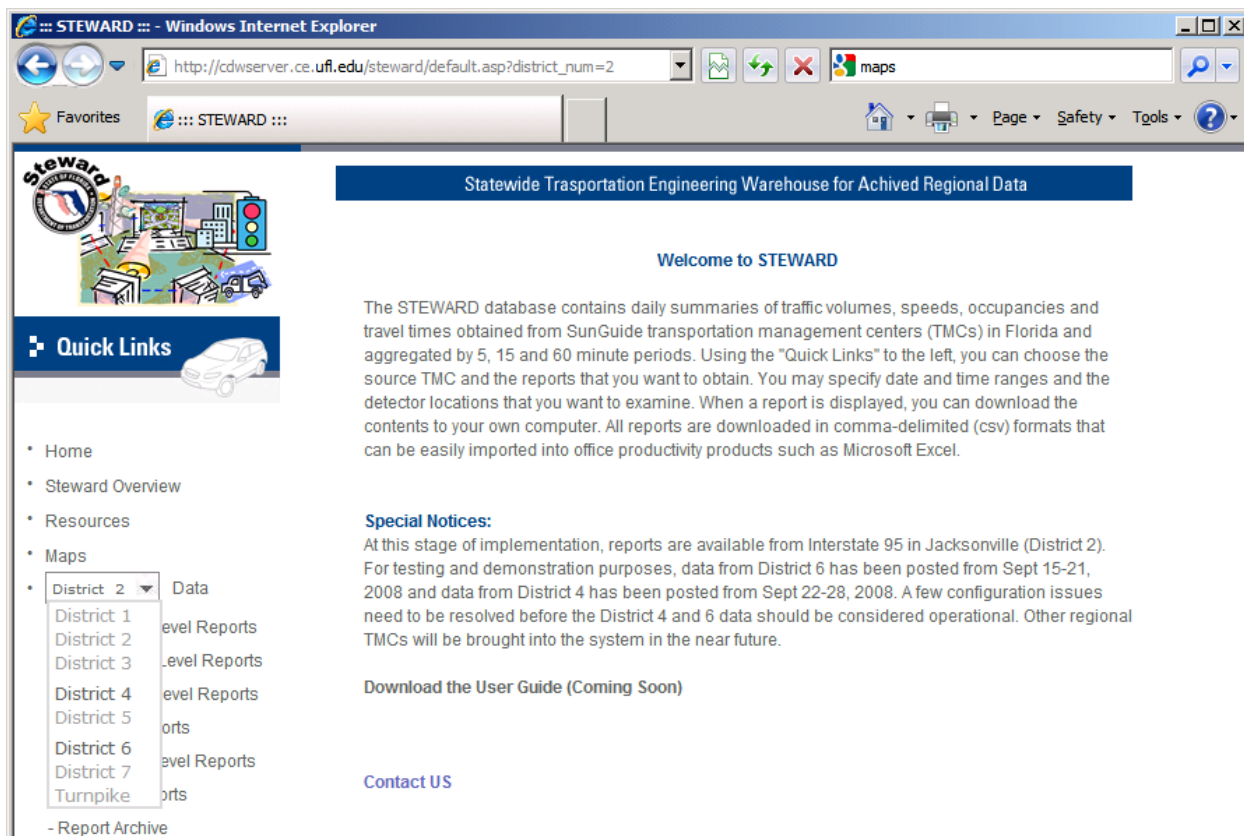 ::: STEWARD ::: - Windows Internet Explorer
http://cdwserver.ce.ufl.edu/steward/default.asp?district_num=2
maps
Favorites
::: STEWARD :::
Page
Safety
Tools
Steward
Statewide Trasportation Engineering Warehouse for Achived Regional Data
Quick Links
• Home
• Steward Overview
• Resources
• Maps
• District 2 Data
District 1
District 2
District 3
District 4
District 5
District 6
District 7
Turnpike
evel Reports
Level Reports
evel Reports
orts
evel Reports
orts
- Report Archive
Welcome to STEWARD
The STEWARD database contains daily summaries of traffic volumes, speeds, occupancies and
travel times obtained from SunGuide transportation management centers (TMCs) in Florida and
aggregated by 5, 15 and 60 minute periods. Using the "Quick Links" to the left, you can choose the
source TMC and the reports that you want to obtain. You may specify date and time ranges and the
detector locations that you want to examine. When a report is displayed, you can download the
contents to your own computer. All reports are downloaded in comma-delimited (csv) formats that
can be easily imported into office productivity products such as Microsoft Excel.
Special Notices:
At this stage of implementation, reports are available from Interstate 95 in Jacksonville (District 2).
For testing and demonstration purposes, data from District 6 has been posted from Sept 15-21,
2008 and data from District 4 has been posted from Sept 22-28, 2008. A few configuration issues
need to be resolved before the District 4 and 6 data should be considered operational. Other regional
TMCs will be brought into the system in the near future.
Download the User Guide (Coming Soon)
Contact US